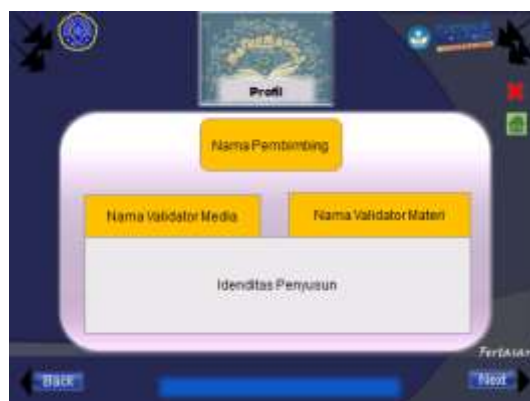 Profil
Nama Pembimbing
Nama Validator Media
Nama Validator Materi
Idenditas Penyusun
Back
Next